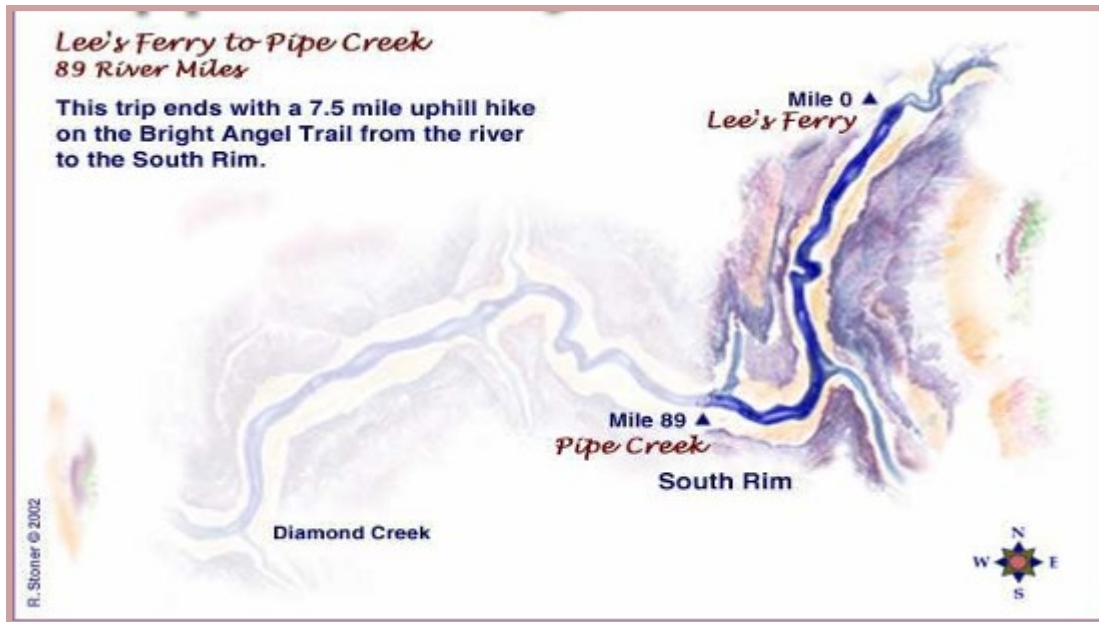 Lee's Ferry to Pipe Creek
89 River Miles
This trip ends with a 7.5 mile uphill hike
on the Bright Angel Trail from the river
to the South Rim.
Mile 0
Lee's Ferry
Mile 89
Pipe Creek
South Rim
Diamond Creek
N
W E
S
R. Stoner © 2002